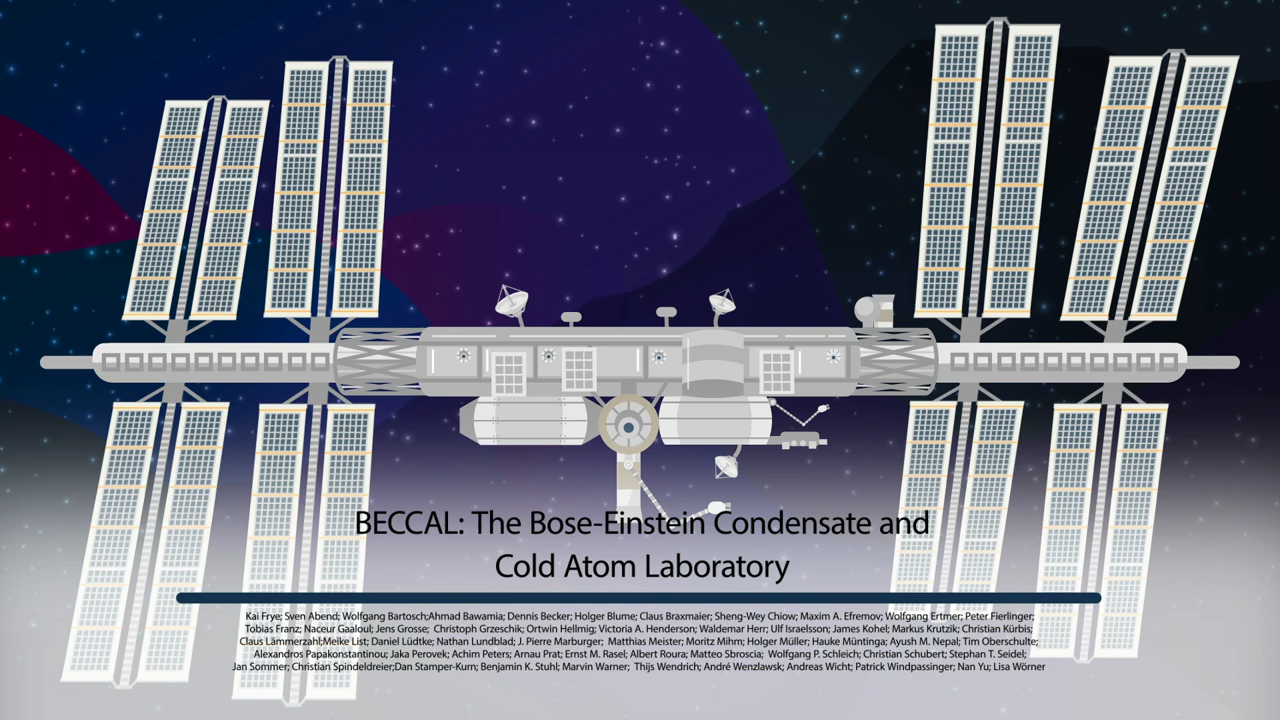 BECCAL: The Bose-Einstein Condensate and
Cold Atom Laboratory
Kai Frye; Sven Abend; Wolfgang Bartosch;Ahmad Bawamia; Dennis Becker; Holger Blume; Claus Braxmaier; Sheng-Wey Chiow; Maxim A. Efremov; Wolfgang Ertmer; Peter Fierlinger;
Tobias Franz; Naceur Gaaloul; Jens Grosse;  Christoph Grzeschik; Ortwin Hellmig; Victoria A. Henderson; Waldemar Herr; Ulf Israelsson; James Kohel; Markus Krutzik; Christian Kürbis;
Claus Lämmerzahl;Meike List; Daniel Lüdtke; Nathan Lundblad; J. Pierre Marburger;  Matthias Meister; Moritz Mihm; Holger Müller; Hauke Müntinga; Ayush M. Nepal; Tim Oberschulte;
Alexandros Papakonstantinou; Jaka Perovek; Achim Peters; Arnau Prat; Ernst M. Rasel; Albert Roura; Matteo Sbroscia;  Wolfgang P. Schleich; Christian Schubert; Stephan T. Seidel;
Jan Sommer; Christian Spindeldreier;Dan Stamper-Kurn; Benjamin K. Stuhl; Marvin Warner;  Thijs Wendrich; André Wenzlawsk; Andreas Wicht; Patrick Windpassinger; Nan Yu; Lisa Wörner